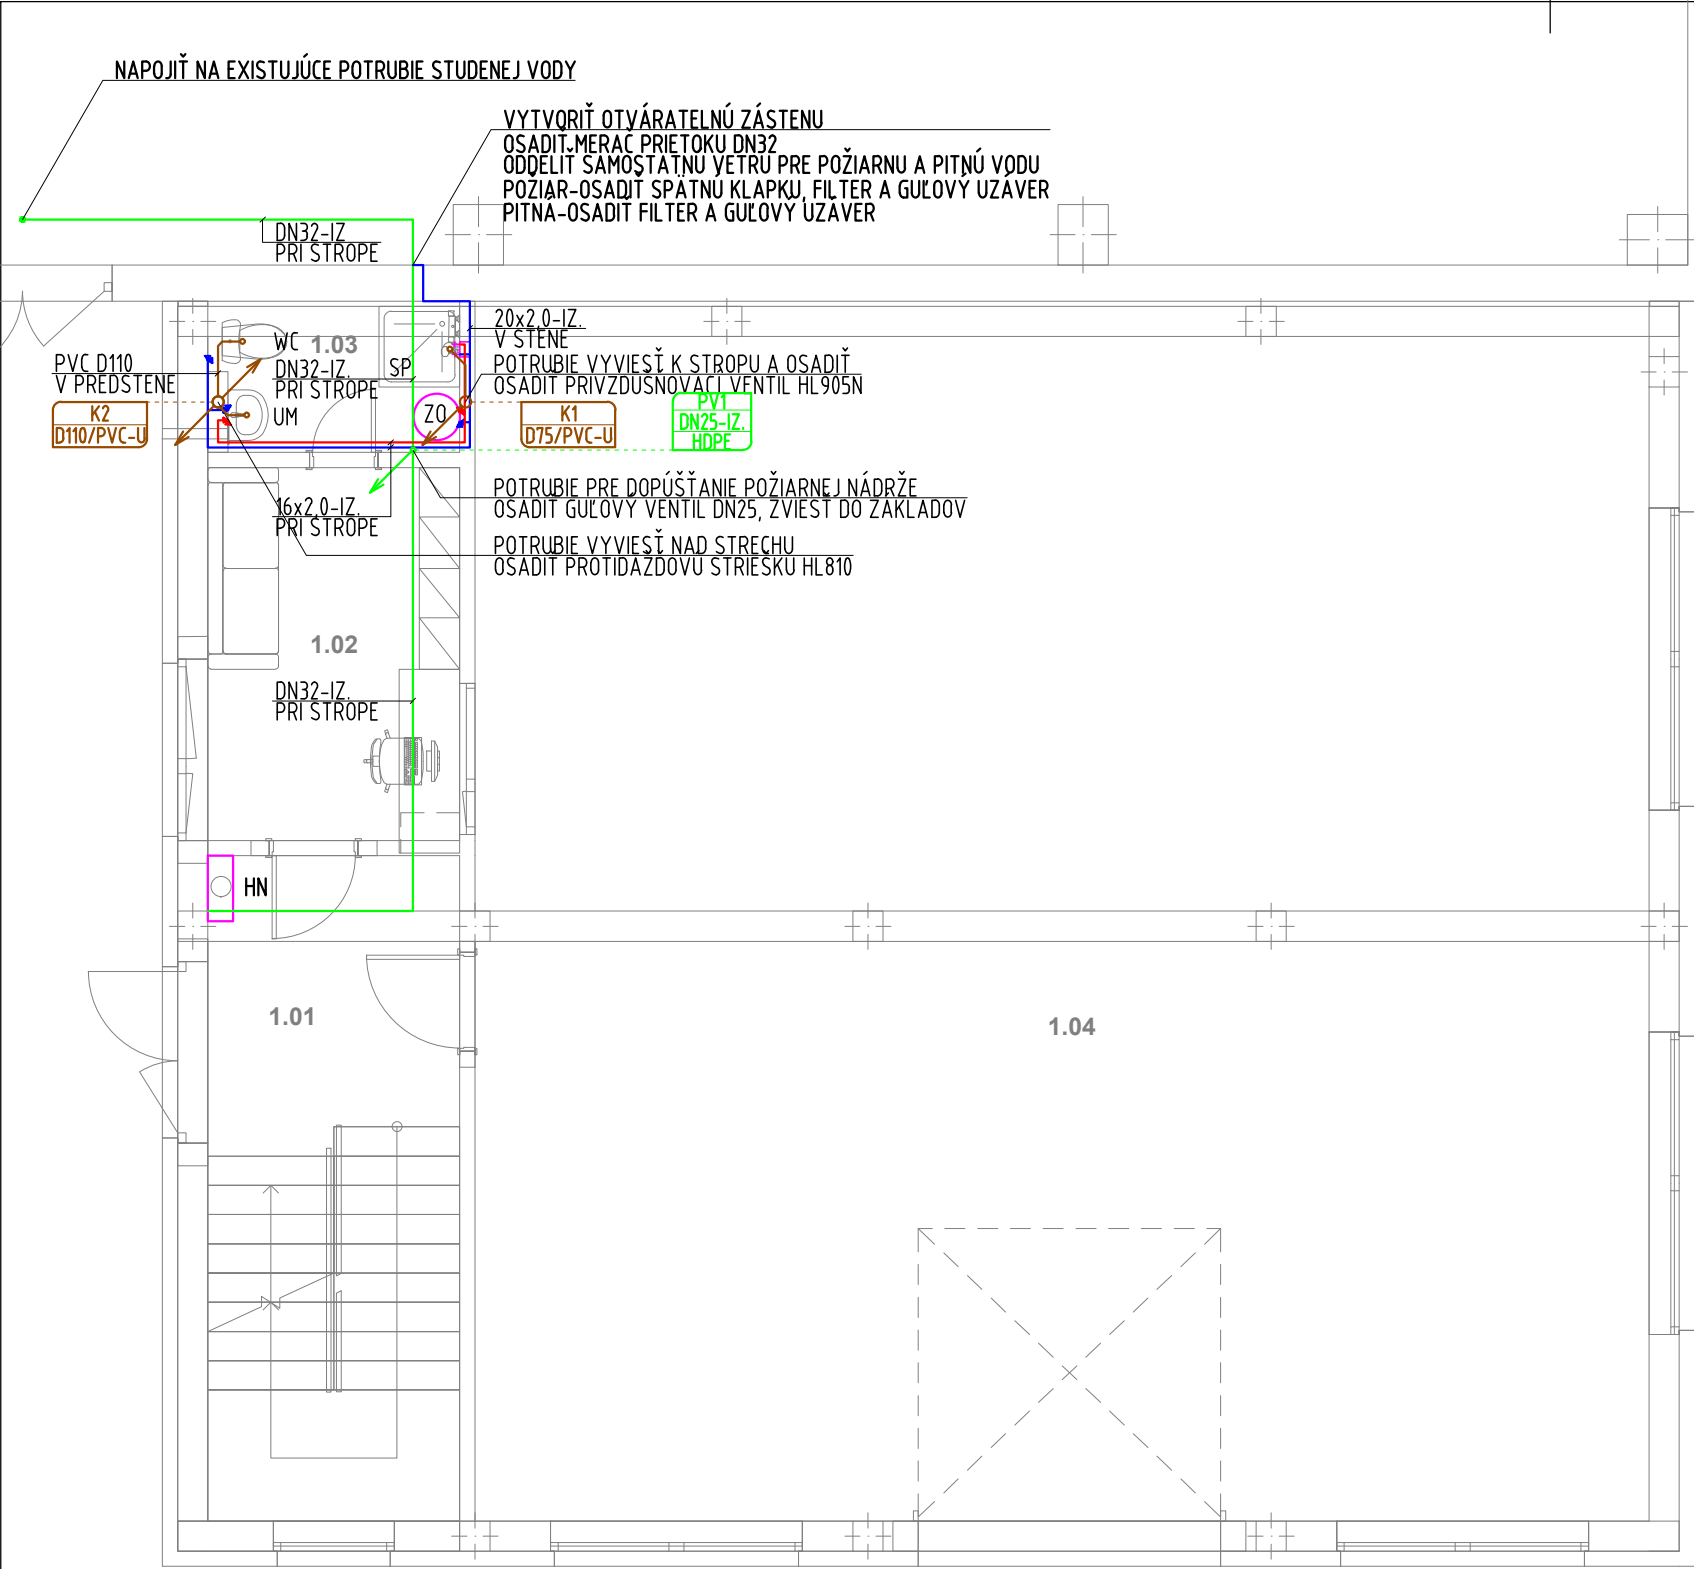 NAPOJIŤ NA EXISTUJÚCE POTRUBIE STUDENEJ VODY
VYTVORIŤ OTVÁRATELNÚ ZÁSTENU
OSADIŤ MERAČ PRIETOKU DN32
ODDELIŤ SAMOSTATNÚ VETRU PRE POŽIARNU A PITNÚ VODU
POŽIAR-OSADIŤ SPÄTNÚ KLAPKU, FILTER A GUĽOVÝ UZÁVER
PITNÁ-OSADIŤ FILTER A GUĽOVÝ UZÁVER
DN32-IZ
PRI STROPE
20x2,0-IZ.
V STENE
WC
1.03
PVC D110
V PREDSTENE
DN32-IZ.
PRI STROPE
SP
POTRUBIE VYVIESŤ K STROPU A OSADIŤ
OSADIŤ PRIVZDUŠŇOVACÍ VENTIL HL905N
K2
D110/PVC-U
UM
ZO
K1
D75/PVC-U
PV1
DN25-IZ.
HDPE
16x2,0-IZ.
PRI STROPE
POTRUBIE PRE DOPÚŠŤANIE POŽIARNEJ NÁDRŽE
OSADIŤ GUĽOVÝ VENTIL DN25, ZVIESŤ DO ZÁKLADOV
POTRUBIE VYVIESŤ NAD STRECHU
OSADIŤ PROTIDAŽDOVÚ STRIEŠKU HL810
1.02
DN32-IZ.
PRI STROPE
HN
1.01
1.04